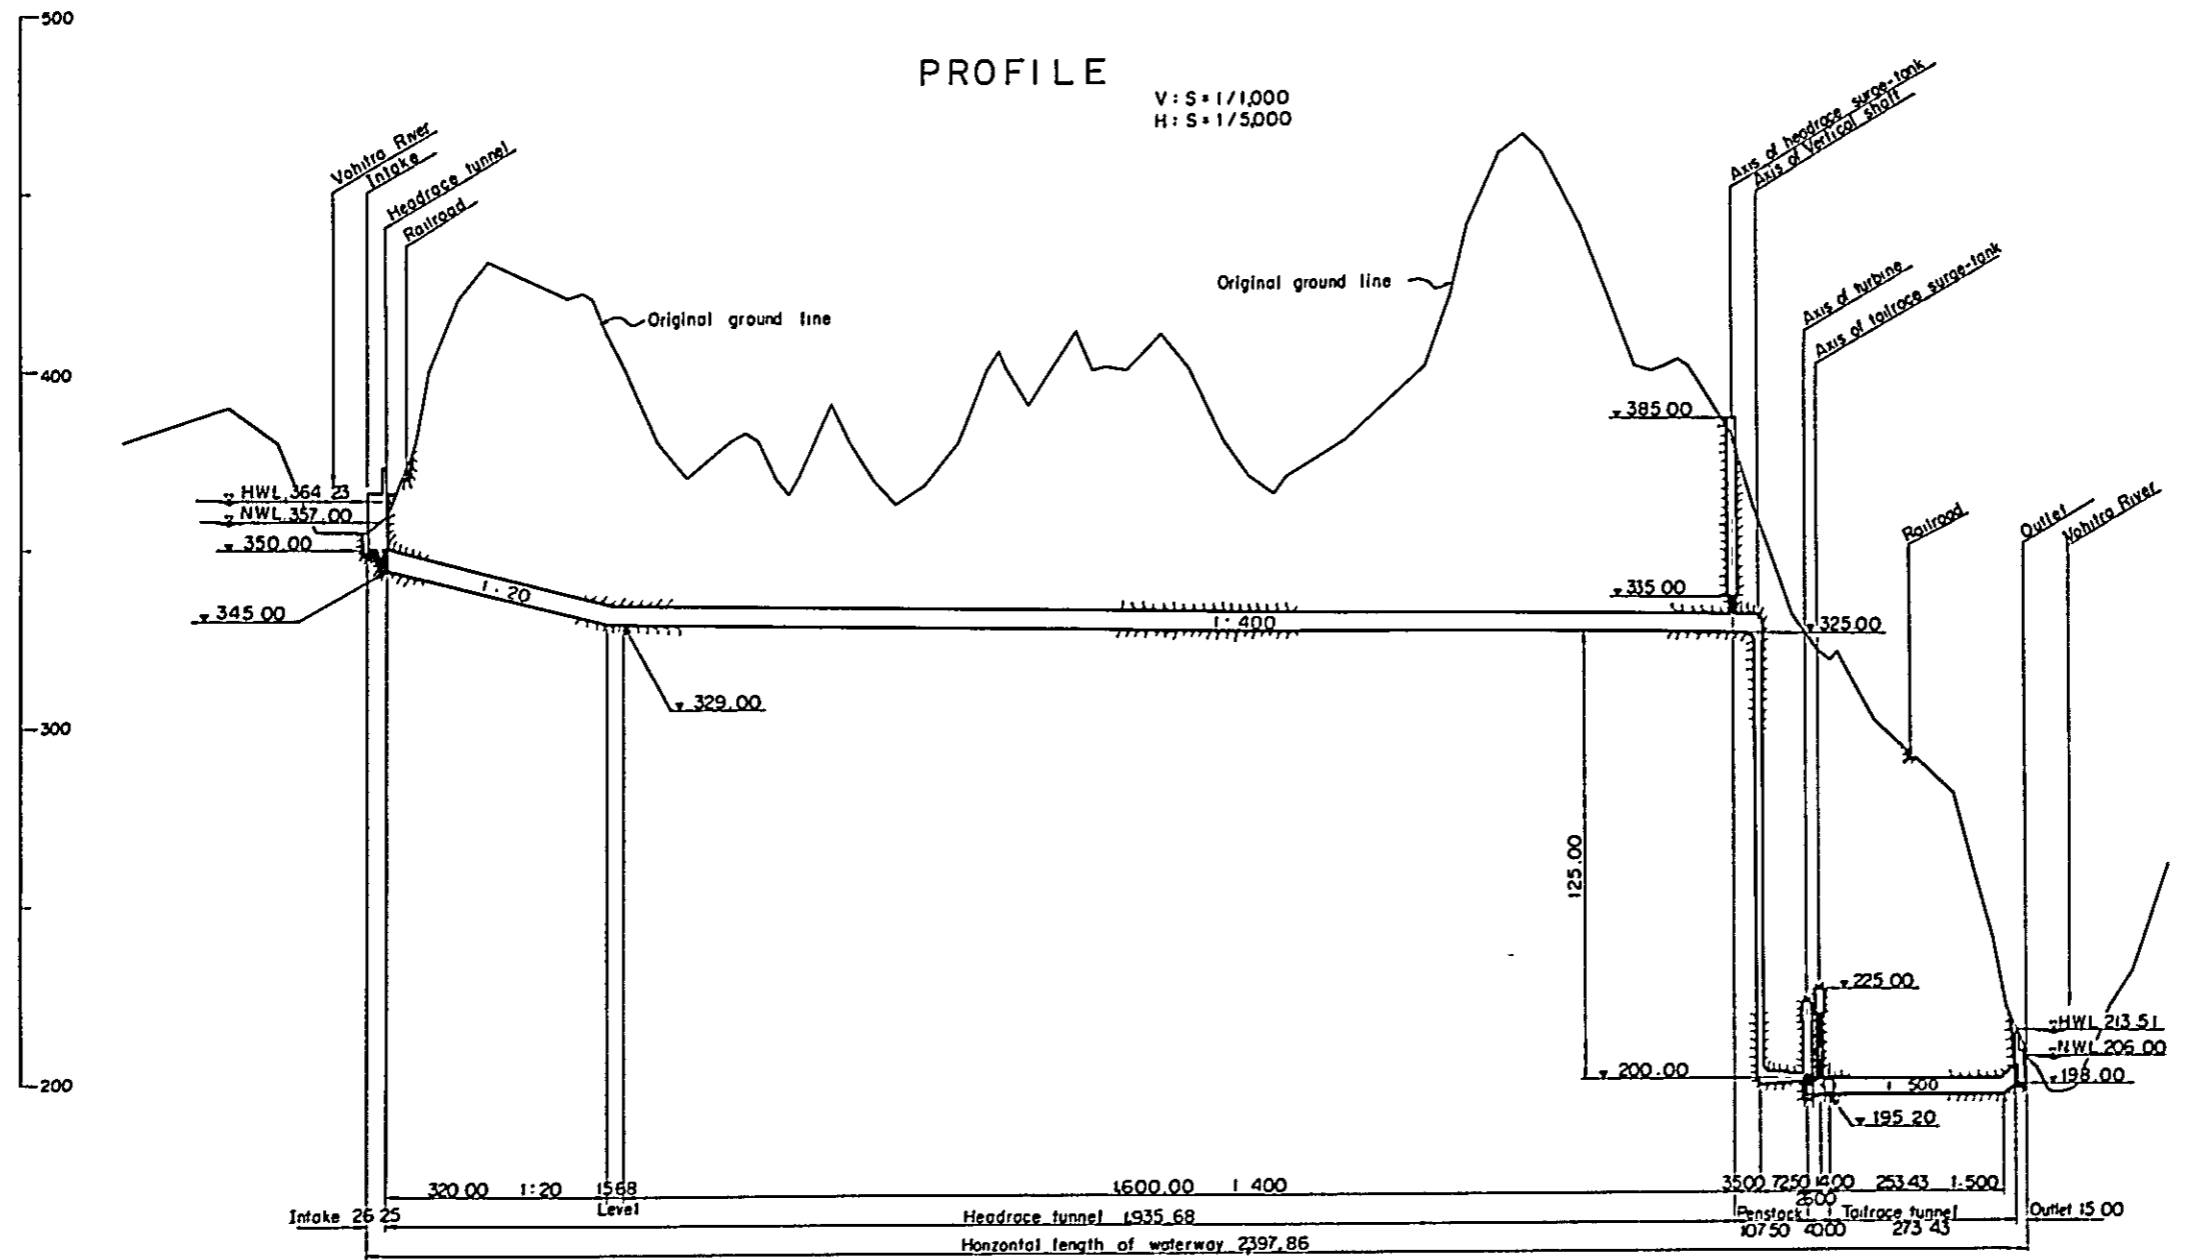 500
PROFILE
V: S=1/1,000
H: S=1/5,000
Vohitra River
Intake
Headrace tunnel
Railroad
Axis of headrace surge-tank
Axis of Vertical shaft
Original ground line
Original ground line
Axis of turbine
Axis of tailrace surge-tank
400
385.00
HWL 364.23
NWL 357.00
350.00
345.00
1:20
335.00
1:400
325.00
Railroad
Outlet
Vohitra River
329.00
300
125.00
225.00
HWL 213.51
NWL 206.00
200.00
198.00
1:500
200
195.20
320.00 1:20 15.68 1,600.00 1:400 35.00 72.50 14.00 253.43 1:500
Level
26.00
Intake 26.25 Headrace tunnel 1,935.68 Penstock Tailrace tunnel Outlet 15.00
107.50 40.00 273.43
Horizontal length of waterway 2,397.86